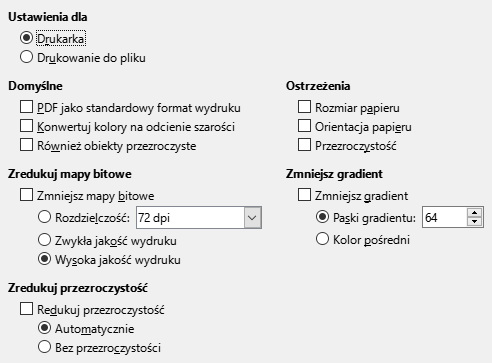 Ustawienia dla
Drukarka
Drukowanie do pliku
Domyślne
PDF jako standardowy format wydruku
Konwertuj kolory na odcienie szarości
Również obiekty przezroczyste
Ostrzeżenia
Rozmiar papieru
Orientacja papieru
Przezroczystość
Zredukuj mapy bitowe
Zmniejsz mapy bitowe
Rozdzielczość: 72 dpi
Zwykła jakość wydruku
Wysoka jakość wydruku
Zmniejsz gradient
Zmniejsz gradient
Paski gradientu: 64
Kolor pośredni
Zredukuj przezroczystość
Redukuj przezroczystość
Automatycznie
Bez przezroczystości